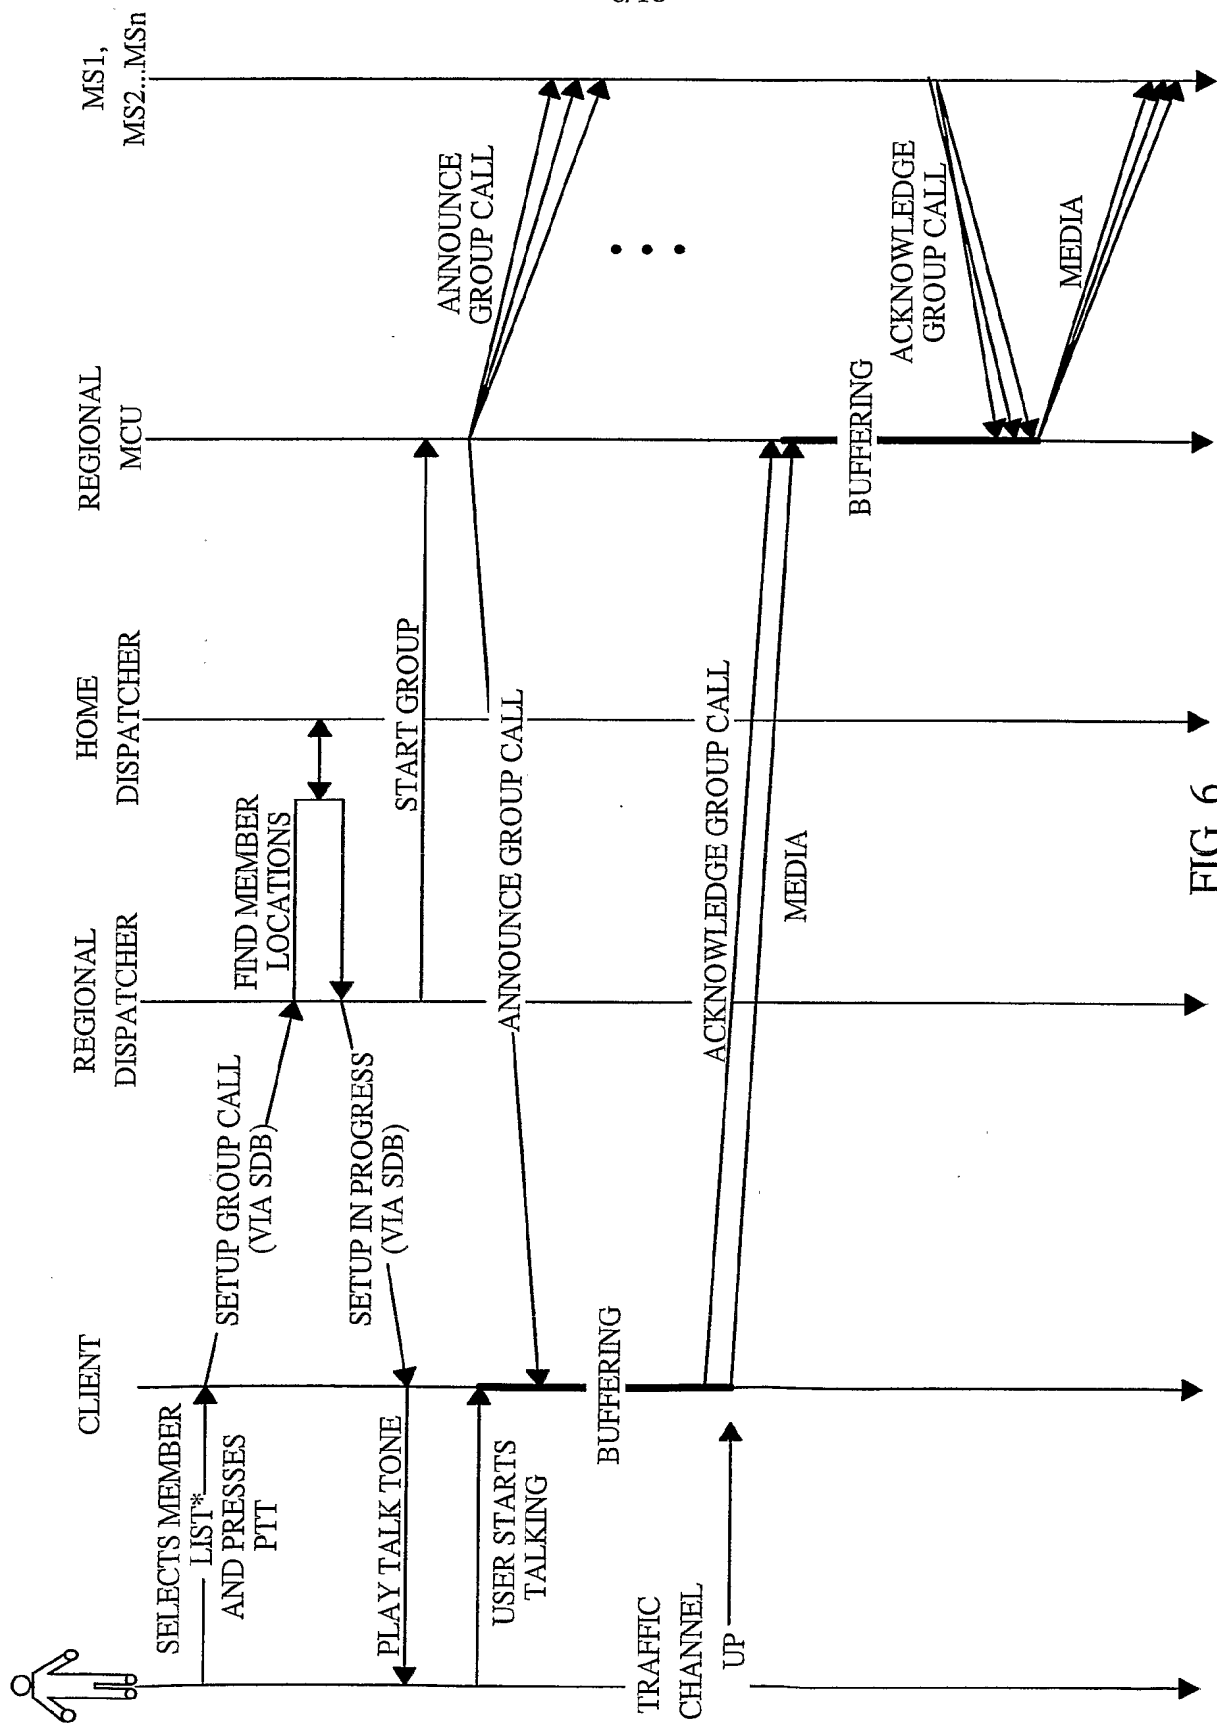 CLIENT
REGIONAL
DISPATCHER
HOME
DISPATCHER
REGIONAL
MCU
MS1,
MS2...MSn
SELECTS MEMBER
LIST*
AND PRESSES
PTT
SETUP GROUP CALL
(VIA SDB)
FIND MEMBER
LOCATIONS
SETUP IN PROGRESS
(VIA SDB)
PLAY TALK TONE
START GROUP
ANNOUNCE
GROUP CALL
USER STARTS
TALKING
ANNOUNCE GROUP CALL
BUFFERING
TRAFFIC
CHANNEL
UP
ACKNOWLEDGE GROUP CALL
MEDIA
BUFFERING
ACKNOWLEDGE
GROUP CALL
MEDIA
FIG. 6